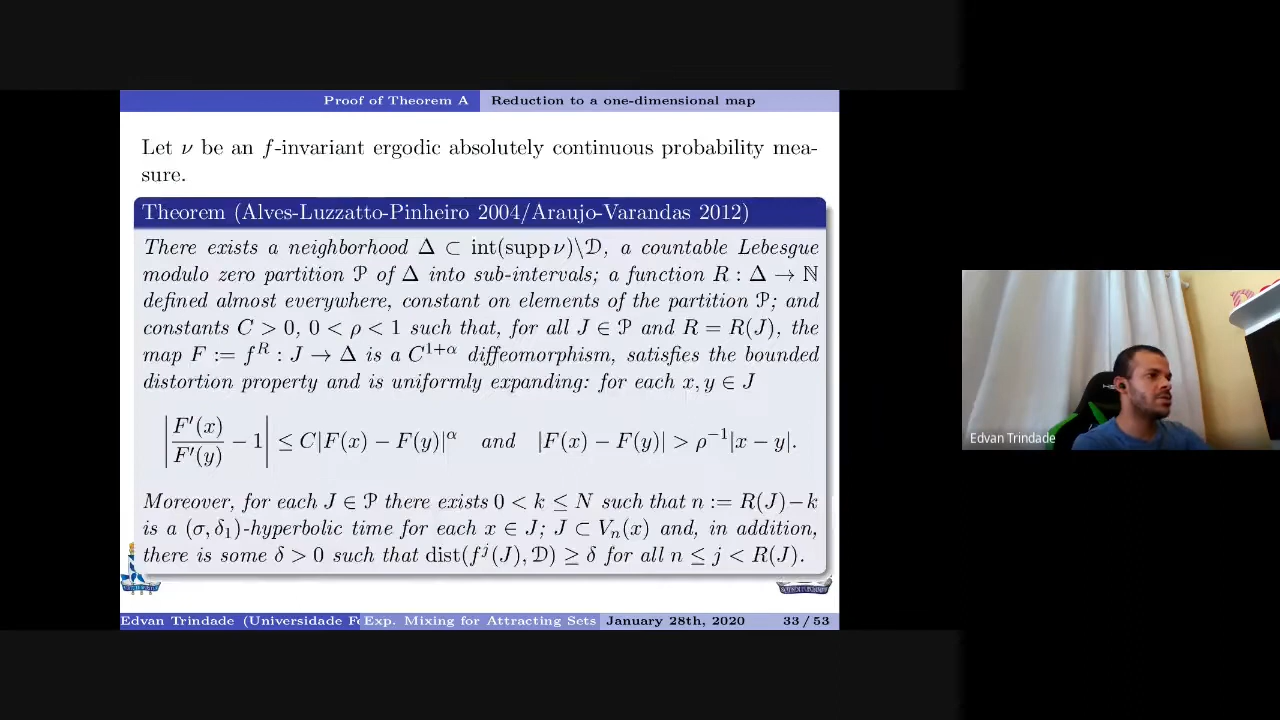 Proof of Theorem A Reduction to a one-dimensional map
Let ν be an f-invariant ergodic absolutely continuous probability mea-
sure.
Theorem (Alves-Luzzatto-Pinheiro 2004/Araujo-Varandas 2012)
There exists a neighborhood Δ ⊂ int(supp ν)\𝒟, a countable Lebesgue
modulo zero partition 𝒫 of Δ into sub-intervals; a function R : Δ → ℕ
defined almost everywhere, constant on elements of the partition 𝒫; and
constants C > 0, 0 < ρ < 1 such that, for all J ∈ 𝒫 and R = R(J), the
map F := f^R : J → Δ is a C^{1+α} diffeomorphism, satisfies the bounded
distortion property and is uniformly expanding: for each x, y ∈ J
|F′(x)/F′(y) − 1| ≤ C|F(x) − F(y)|^α and |F(x) − F(y)| > ρ^{−1}|x − y|.
Moreover, for each J ∈ 𝒫 there exists 0 < k ≤ N such that n := R(J)−k
is a (σ, δ₁)-hyperbolic time for each x ∈ J; J ⊂ Vₙ(x) and, in addition,
there is some δ > 0 such that dist(f^j(J), 𝒟) ≥ δ for all n ≤ j < R(J).
Edvan Trindade (Universidade Fe Exp. Mixing for Attracting Sets January 28th, 2020 33 / 53
Edvan Trindade